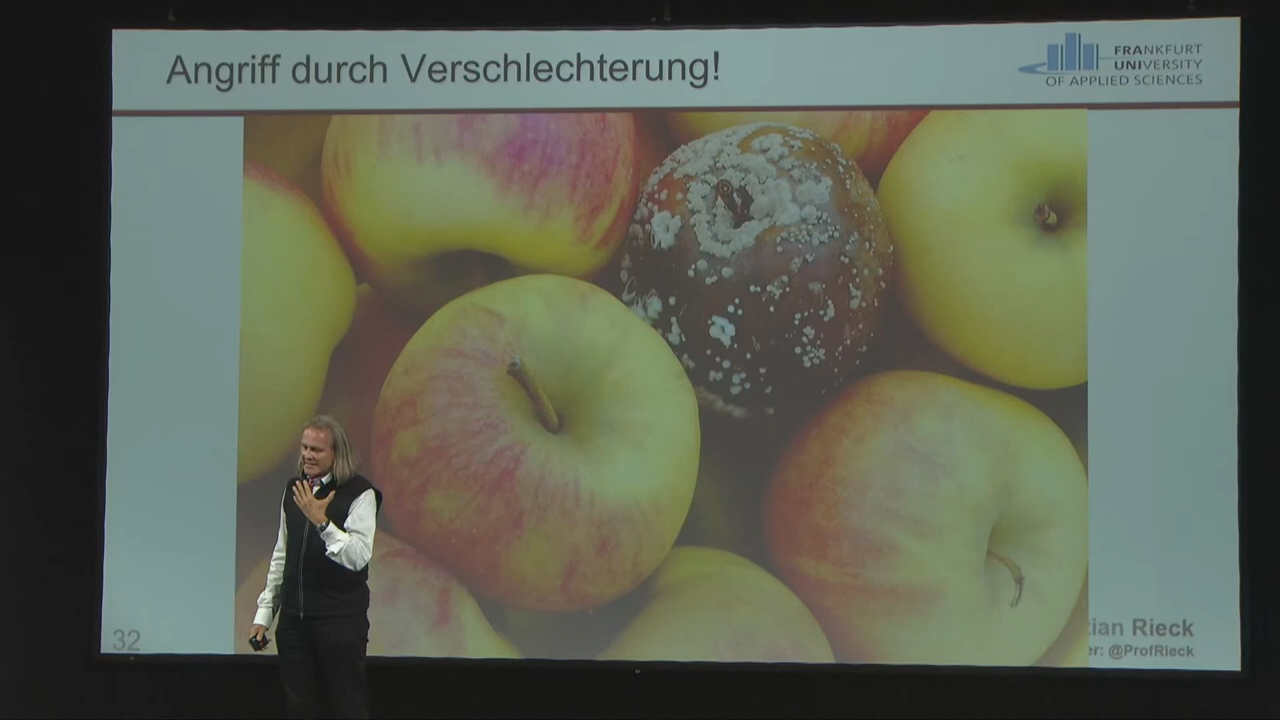 Angriff durch Verschlechterung!
FRANKFURT
UNIVERSITY
OF APPLIED SCIENCES
32
Rieck
@ProfRieck